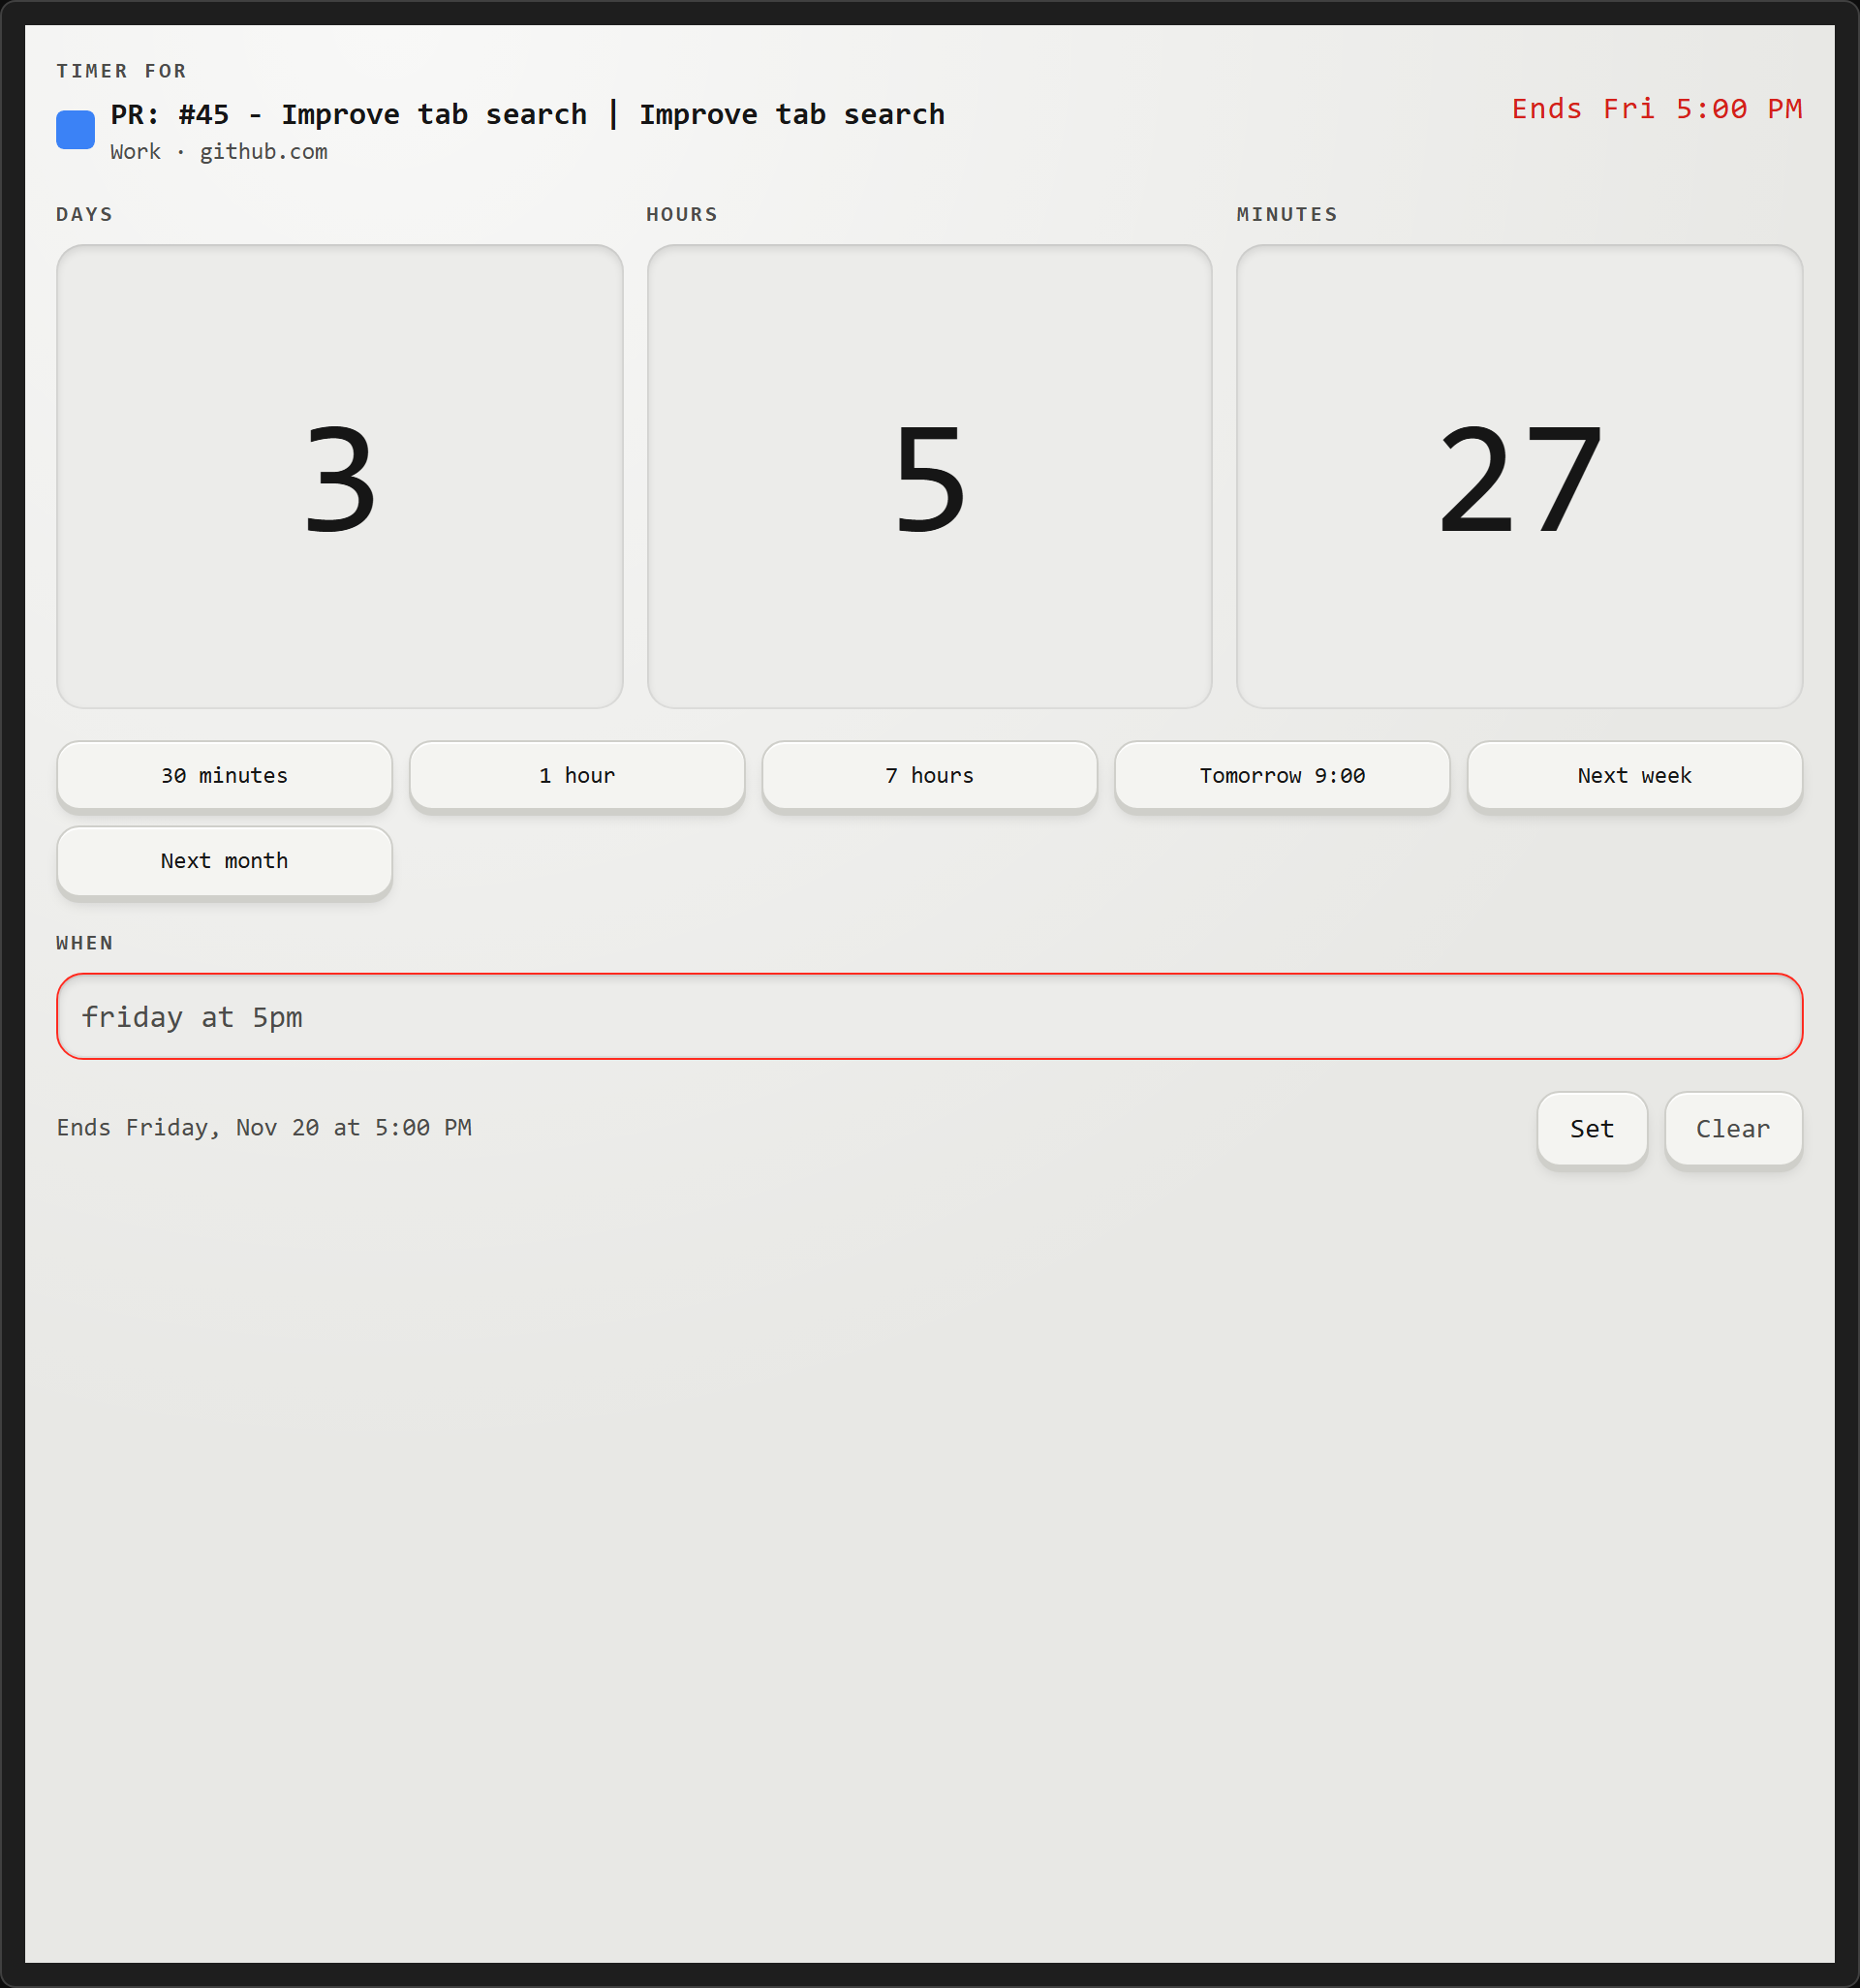 TIMER FOR
PR: #45 - Improve tab search | Improve tab search
Ends Fri 5:00 PM
Work · github.com
DAYS
HOURS
MINUTES
3
5
27
30 minutes
1 hour
7 hours
Tomorrow 9:00
Next week
Next month
WHEN
friday at 5pm
Ends Friday, Nov 20 at 5:00 PM
Set
Clear